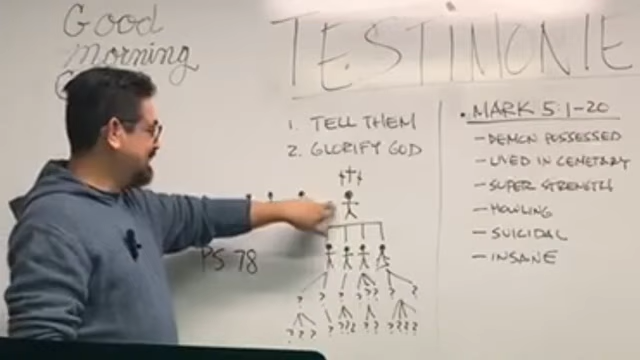 Good
Morning
TESTIMONIE
1. TELL THEM
2. GLORIFY GOD
PS 78
? ? ? ?
? ? ? ? ? ? ? ? ? ? ?
• MARK 5:1-20
- DEMON POSSESSED
- LIVED IN CEMETARY
- SUPER STRENGTH
- HOWLING
- SUICIDAL
- INSANE